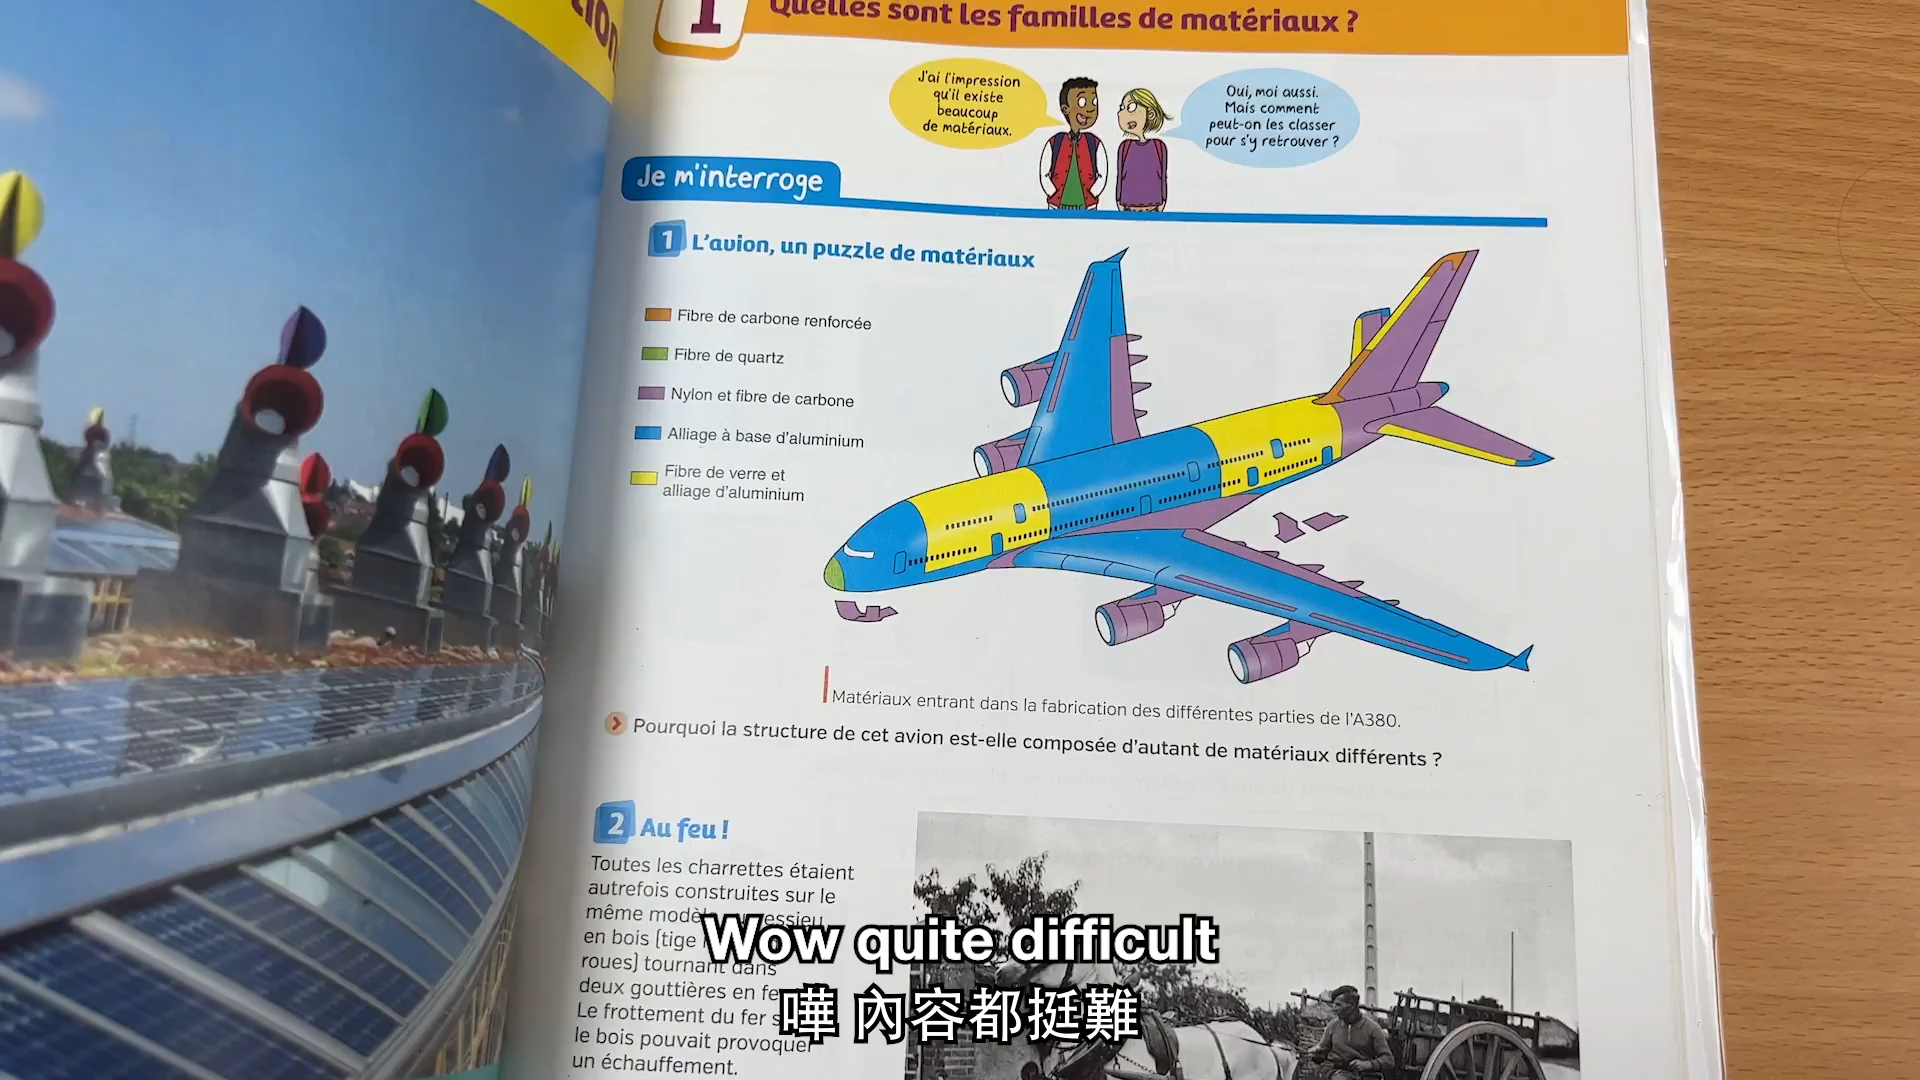 1
Quelles sont les familles de matériaux ?
J'ai l'impression
qu'il existe
beaucoup
de matériaux.
Oui, moi aussi.
Mais comment
peut-on les classer
pour s'y retrouver ?
Je m'interroge
1 L'avion, un puzzle de matériaux
Fibre de carbone renforcée
Fibre de quartz
Nylon et fibre de carbone
Alliage à base d'aluminium
Fibre de verre et
alliage d'aluminium
Matériaux entrant dans la fabrication des différentes parties de l'A380.
Pourquoi la structure de cet avion est-elle composée d'autant de matériaux différents ?
2 Au feu !
Toutes les charrettes étaient
autrefois construites sur le
même
en bois (tige
roues) tournant dans
deux gouttières en
Le frottement du fer
le bois pouvait provoquer
un échauffement.
Wow quite difficult
嘩 內容都挺難